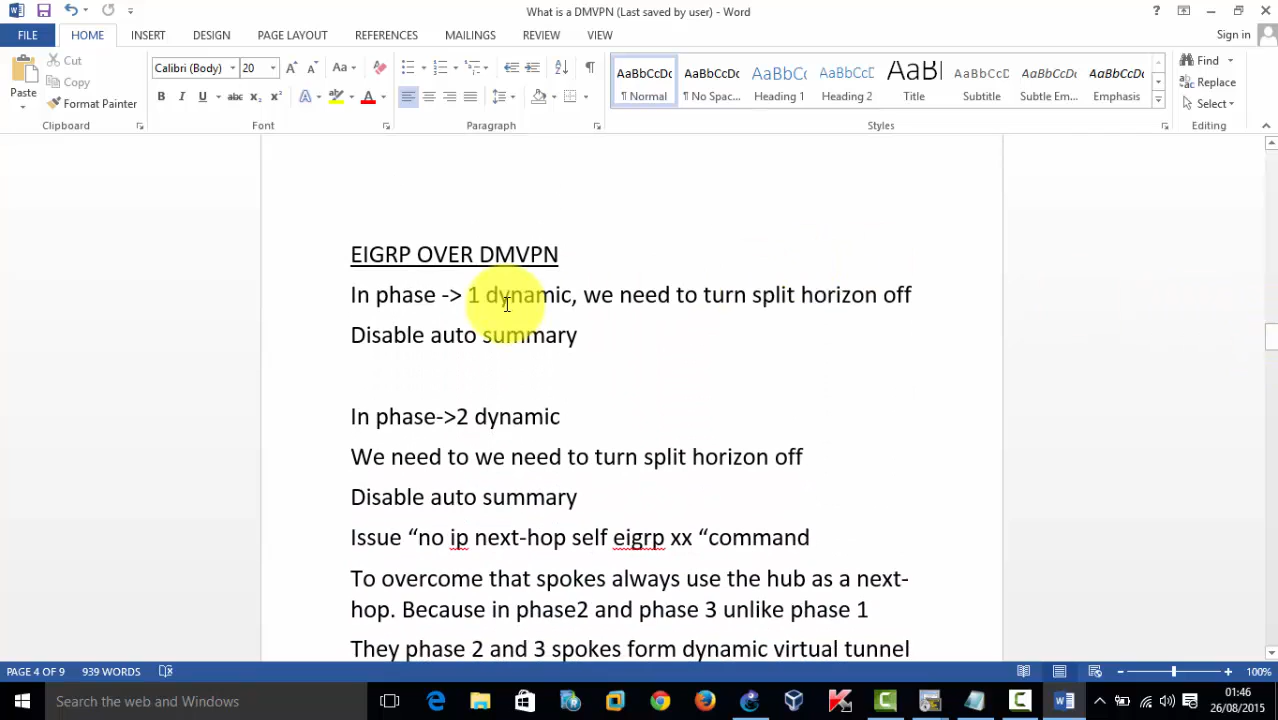 What is a DMVPN (Last saved by user) - Word
FILE HOME INSERT DESIGN PAGE LAYOUT REFERENCES MAILINGS REVIEW VIEW Sign in
Paste Cut Copy Format Painter
Calibri (Body) 20
AaBbCcDc AaBbCcDc AaBbCc AaBbCcD AaBl AaBbCcD AaBbCcDc AaBbCcDc
¶ Normal ¶ No Spac... Heading 1 Heading 2 Title Subtitle Subtle Em... Emphasis
Find Replace Select
Clipboard Font Paragraph Styles Editing
EIGRP OVER DMVPN
In phase -> 1 dynamic, we need to turn split horizon off
Disable auto summary
In phase->2 dynamic
We need to we need to turn split horizon off
Disable auto summary
Issue “no ip next-hop self eigrp xx “command
To overcome that spokes always use the hub as a next-
hop. Because in phase2 and phase 3 unlike phase 1
They phase 2 and 3 spokes form dynamic virtual tunnel
PAGE 4 OF 9 939 WORDS 100%
Search the web and Windows
01:46
26/08/2015